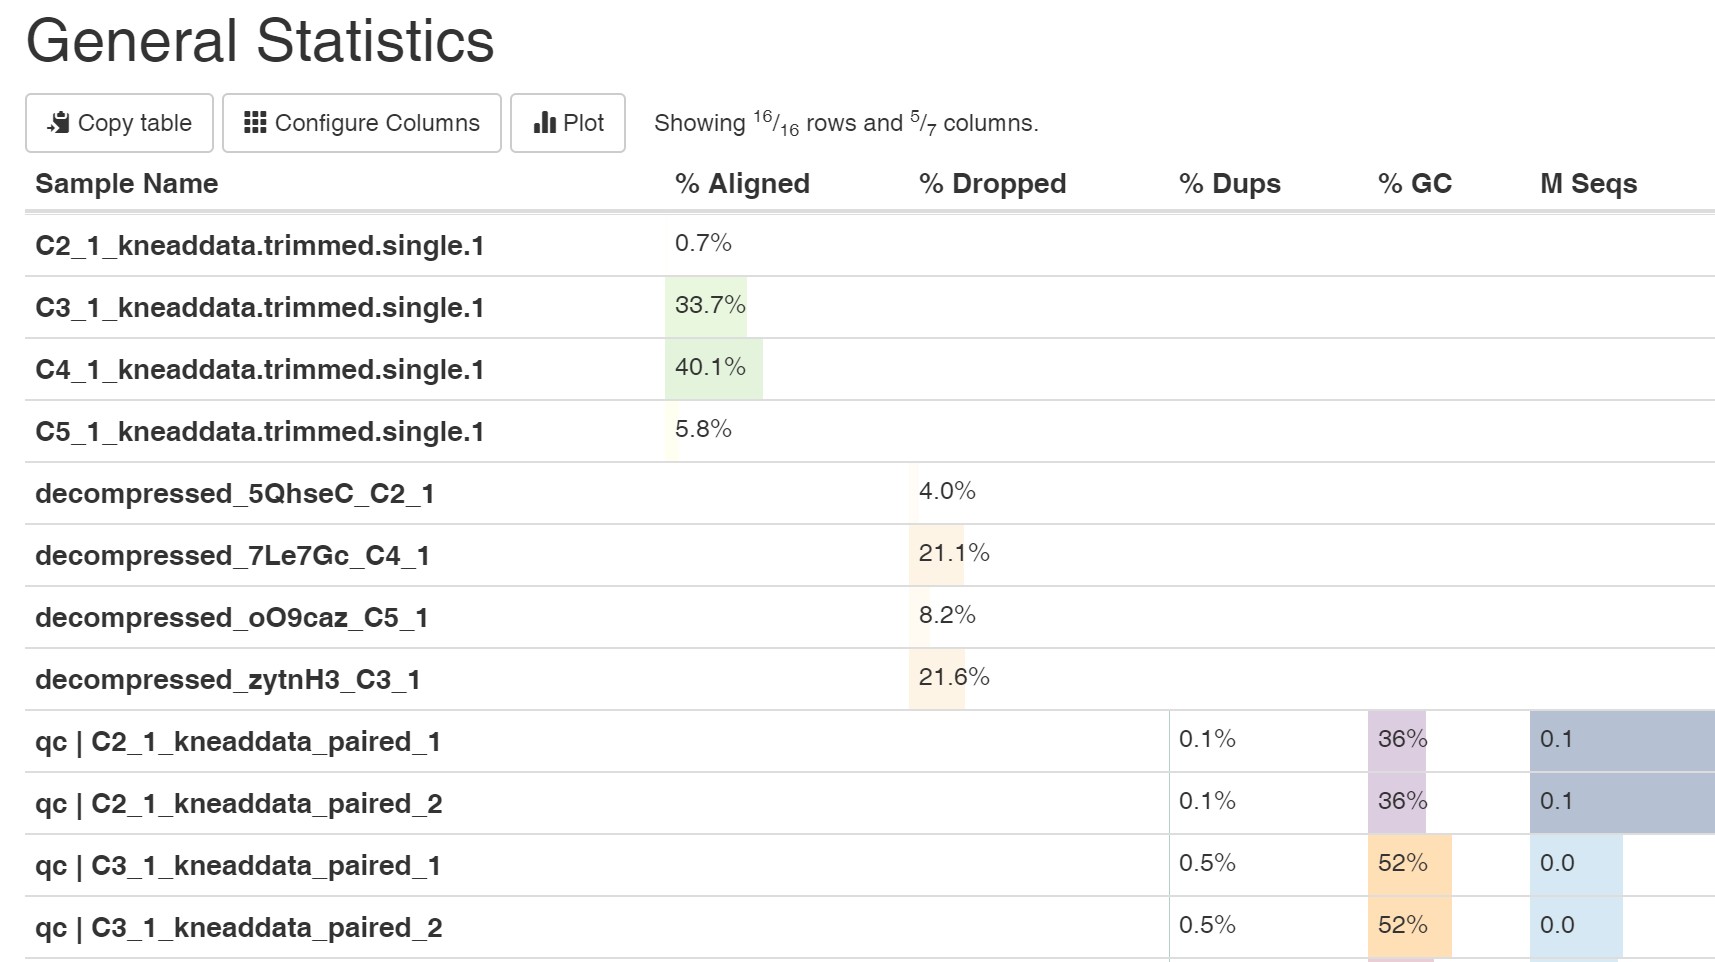 General Statistics
Copy table Configure Columns Plot Showing 16/16 rows and 5/7 columns.
Sample Name % Aligned % Dropped % Dups % GC M Seqs
C2_1_kneaddata.trimmed.single.1 0.7%
C3_1_kneaddata.trimmed.single.1 33.7%
C4_1_kneaddata.trimmed.single.1 40.1%
C5_1_kneaddata.trimmed.single.1 5.8%
decompressed_5QhseC_C2_1 4.0%
decompressed_7Le7Gc_C4_1 21.1%
decompressed_oO9caz_C5_1 8.2%
decompressed_zytnH3_C3_1 21.6%
qc | C2_1_kneaddata_paired_1 0.1% 36% 0.1
qc | C2_1_kneaddata_paired_2 0.1% 36% 0.1
qc | C3_1_kneaddata_paired_1 0.5% 52% 0.0
qc | C3_1_kneaddata_paired_2 0.5% 52% 0.0